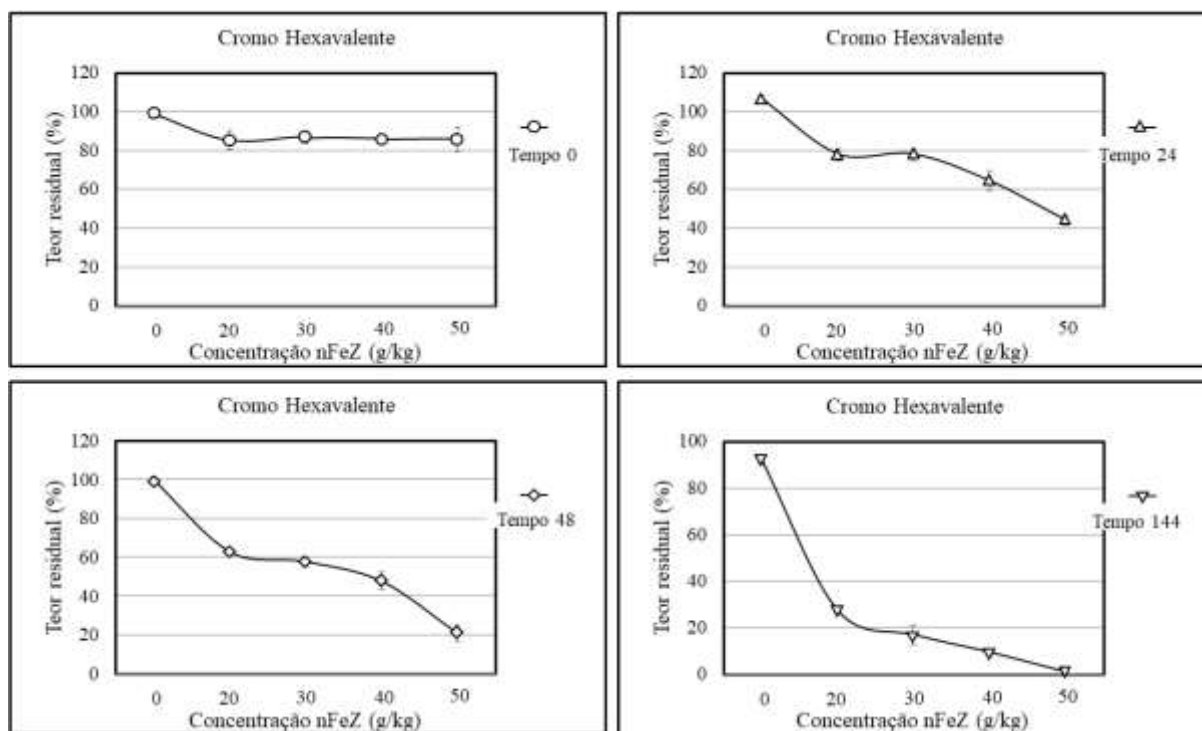 Cromo Hexavalente
Teor residual (%)
120
100
80
60
40
20
0
0 20 30 40 50
Concentração nFeZ (g/kg)
Tempo 0
Cromo Hexavalente
Teor residual (%)
120
100
80
60
40
20
0
0 20 30 40 50
Concentração nFeZ (g/kg)
Tempo 24
Cromo Hexavalente
Teor residual (%)
120
100
80
60
40
20
0
0 20 30 40 50
Concentração nFeZ (g/kg)
Tempo 48
Cromo Hexavalente
Teor residual (%)
100
80
60
40
20
0
0 20 30 40 50
Concentração nFeZ (g/kg)
Tempo 144